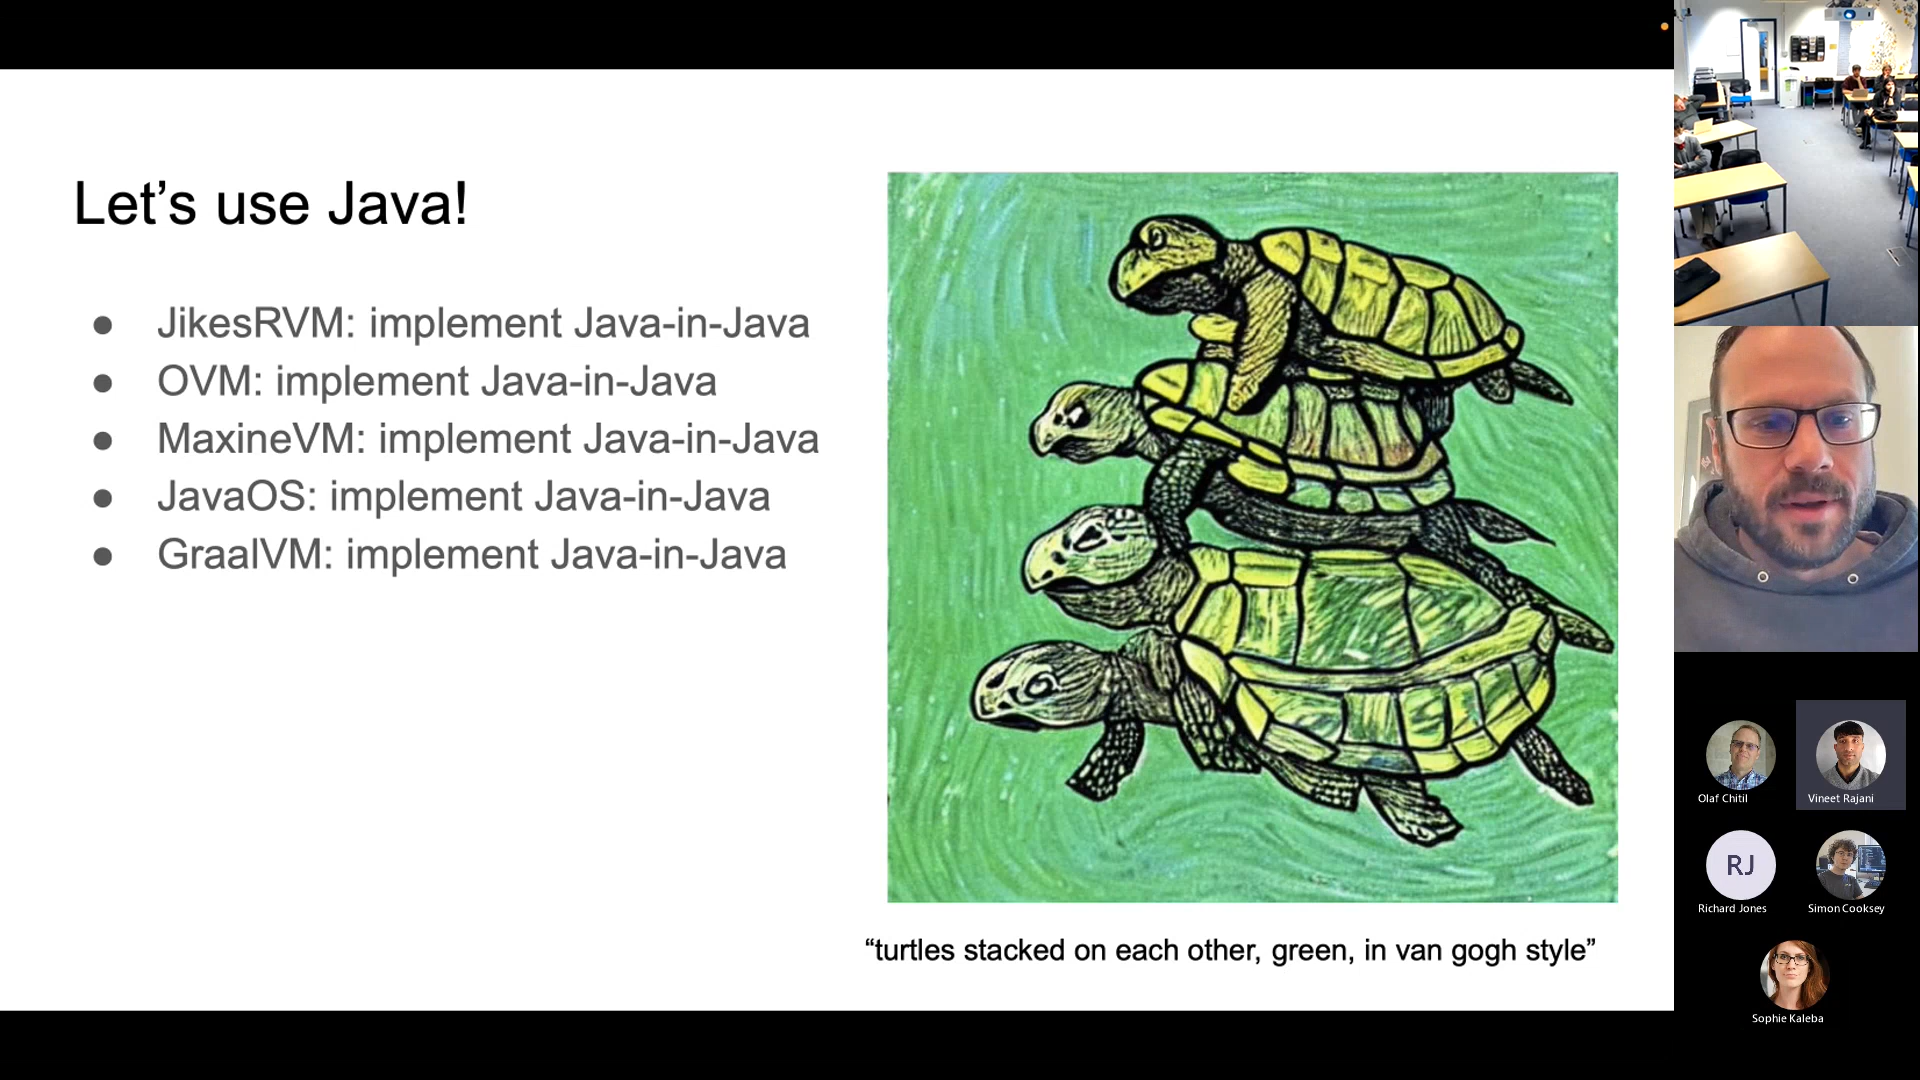 Let’s use Java!
● JikesRVM: implement Java-in-Java
● OVM: implement Java-in-Java
● MaxineVM: implement Java-in-Java
● JavaOS: implement Java-in-Java
● GraalVM: implement Java-in-Java
“turtles stacked on each other, green, in van gogh style”
Olaf Chitil
Vineet Rajani
RJ
Richard Jones
Simon Cooksey
Sophie Kaleba